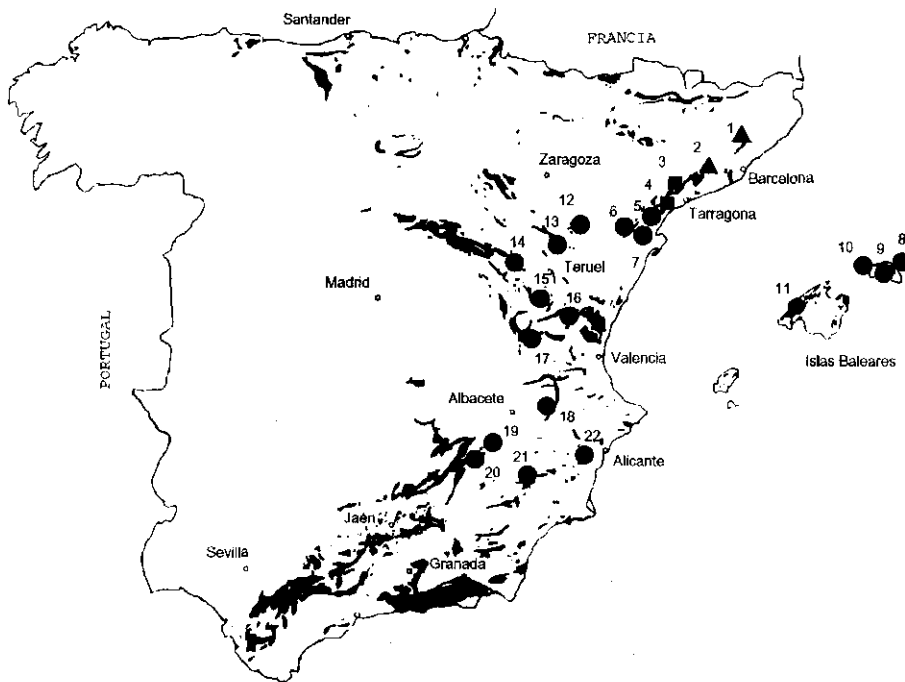 Santander
FRANCIA
1
2
Zaragoza
3
Barcelona
4
12
5
Tarragona
6
13
7
14
Teruel
8
9
10
Madrid
15
16
11
PORTUGAL
17
Valencia
Islas Baleares
Albacete
18
19
22
21
Alicante
20
Jaén
Sevilla
Granada